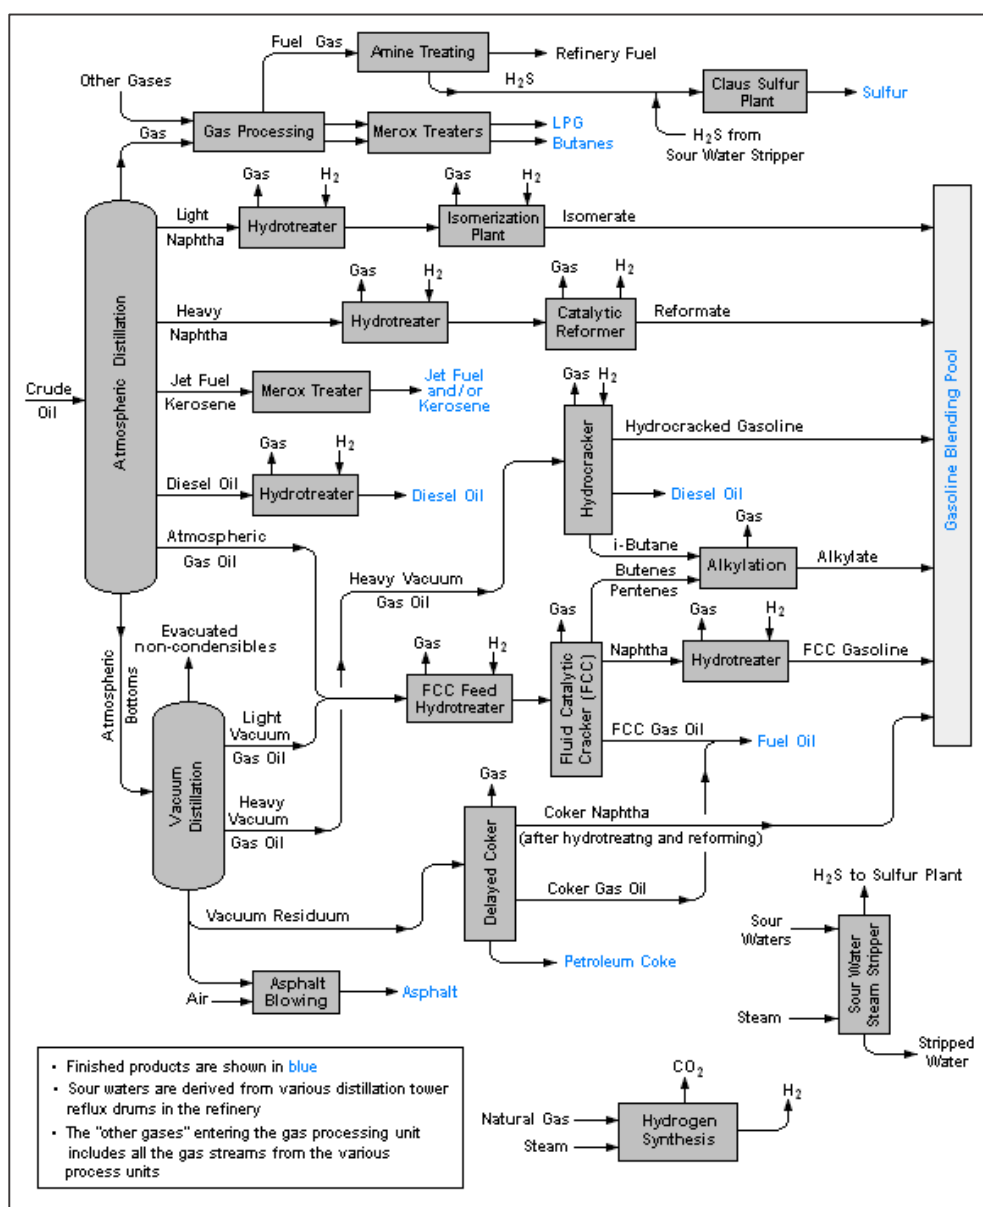 Fuel Gas
Amine Treating
Refinery Fuel
Other Gases
H2S
Claus Sulfur
Plant
Sulfur
Gas
Gas Processing
Merox Treaters
LPG
Butanes
H2S from
Sour Water Stripper
Gas
H2
Gas
H2
Light
Naphtha
Hydrotreater
Isomerization
Plant
Isomerate
Gas
H2
Gas
H2
Heavy
Naphtha
Hydrotreater
Catalytic
Reformer
Reformate
Atmospheric Distillation
Crude
Oil
Jet Fuel
Kerosene
Merox Treater
Jet Fuel
and/or
Kerosene
Gas
H2
Hydrocracker
Hydrocracked Gasoline
Diesel Oil
Gasoline Blending Pool
Gas
H2
Diesel Oil
Hydrotreater
Diesel Oil
Atmospheric
Gas Oil
i-Butane
Butenes
Pentenes
Gas
Alkylation
Alkylate
Heavy Vacuum
Gas Oil
Atmospheric
Bottoms
Evacuated
non-condensibles
Gas
H2
FCC Feed
Hydrotreater
Gas
Fluid Catalytic
Cracker (FCC)
Naphtha
Gas
H2
Hydrotreater
FCC Gasoline
FCC Gas Oil
Fuel Oil
Vacuum
Distillation
Light
Vacuum
Gas Oil
Heavy
Vacuum
Gas Oil
Gas
Delayed Coker
Coker Naphtha
(after hydrotreatng and reforming)
Coker Gas Oil
Petroleum Coke
Vacuum Residuum
Air
Asphalt
Blowing
Asphalt
H2S to Sulfur Plant
Sour
Waters
Sour Water
Steam Stripper
Steam
Stripped
Water
• Finished products are shown in blue
• Sour waters are derived from various distillation tower
reflux drums in the refinery
• The "other gases" entering the gas processing unit
includes all the gas streams from the various
process units
CO2
H2
Natural Gas
Steam
Hydrogen
Synthesis